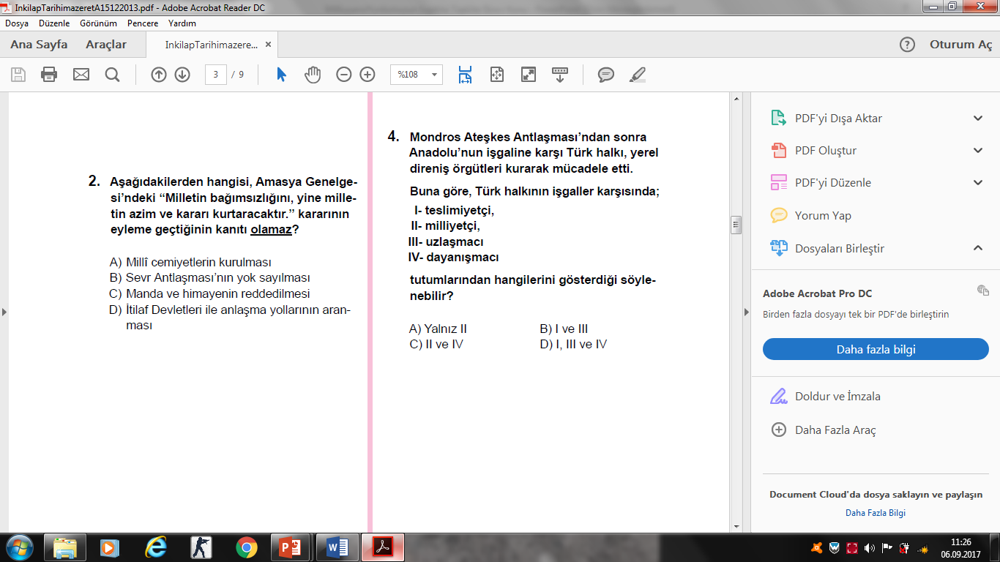 InkilapTarihimazeretA15122013.pdf - Adobe Acrobat Reader DC
Dosya Düzenle Görünüm Pencere Yardım
Ana Sayfa Araçlar InkilapTarihimazere... × ? Oturum Aç
3 / 9 %108
2. Aşağıdakilerden hangisi, Amasya Genelge-
si’ndeki “Milletin bağımsızlığını, yine mille-
tin azim ve kararı kurtaracaktır.” kararının
eyleme geçtiğinin kanıtı olamaz?
A) Millî cemiyetlerin kurulması
B) Sevr Antlaşması’nın yok sayılması
C) Manda ve himayenin reddedilmesi
D) İtilaf Devletleri ile anlaşma yollarının aran-
ması
4. Mondros Ateşkes Antlaşması’ndan sonra
Anadolu’nun işgaline karşı Türk halkı, yerel
direniş örgütleri kurarak mücadele etti.
Buna göre, Türk halkının işgaller karşısında;
I- teslimiyetçi,
II- milliyetçi,
III- uzlaşmacı
IV- dayanışmacı
tutumlarından hangilerini gösterdiği söyle-
nebilir?
A) Yalnız II B) I ve III
C) II ve IV D) I, III ve IV
PDF'yi Dışa Aktar
PDF Oluştur
PDF'yi Düzenle
Yorum Yap
Dosyaları Birleştir
Adobe Acrobat Pro DC
Birden fazla dosyayı tek bir PDF'de birleştirin
Daha fazla bilgi
Doldur ve İmzala
Daha Fazla Araç
Document Cloud'da dosya saklayın ve paylaşın
Daha Fazla Bilgi
11:26
06.09.2017